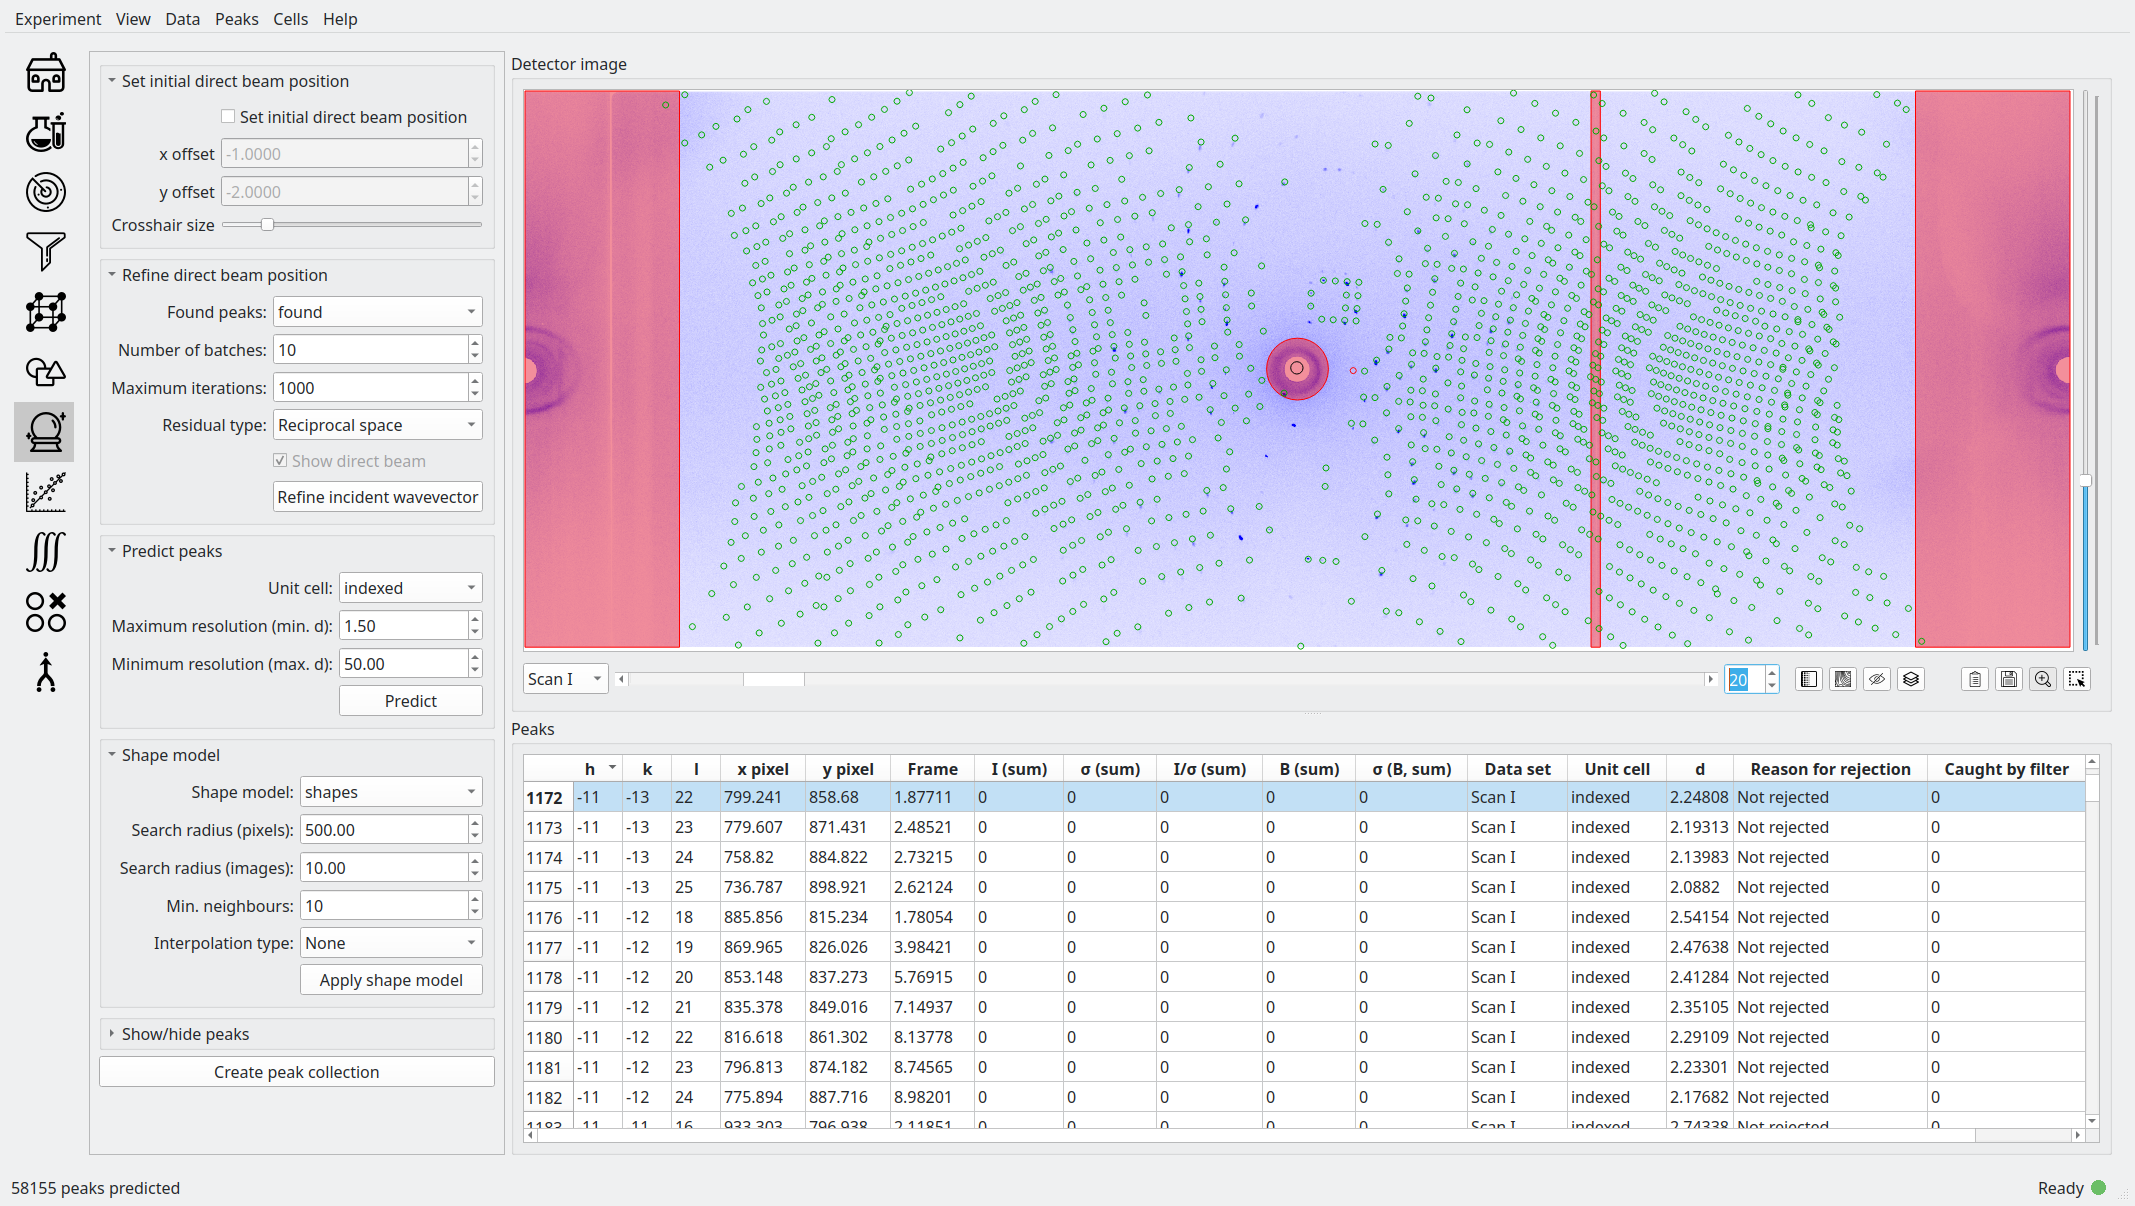 Experiment View Data Peaks Cells Help
Set initial direct beam position
Set initial direct beam position
x offset -1.0000
y offset -2.0000
Crosshair size
Refine direct beam position
Found peaks: found
Number of batches: 10
Maximum iterations: 1000
Residual type: Reciprocal space
Show direct beam
Refine incident wavevector
Predict peaks
Unit cell: indexed
Maximum resolution (min. d): 1.50
Minimum resolution (max. d): 50.00
Predict
Shape model
Shape model: shapes
Search radius (pixels): 500.00
Search radius (images): 10.00
Min. neighbours: 10
Interpolation type: None
Apply shape model
Show/hide peaks
Create peak collection
Detector image
Scan I 20
Peaks
h k l x pixel y pixel Frame I (sum) σ (sum) I/σ (sum) B (sum) σ (B, sum) Data set Unit cell d Reason for rejection Caught by filter
1172 -11 -13 22 799.241 858.68 1.87711 0 0 0 0 0 Scan I indexed 2.24808 Not rejected 0
1173 -11 -13 23 779.607 871.431 2.48521 0 0 0 0 0 Scan I indexed 2.19313 Not rejected 0
1174 -11 -13 24 758.82 884.822 2.73215 0 0 0 0 0 Scan I indexed 2.13983 Not rejected 0
1175 -11 -13 25 736.787 898.921 2.62124 0 0 0 0 0 Scan I indexed 2.0882 Not rejected 0
1176 -11 -12 18 885.856 815.234 1.78054 0 0 0 0 0 Scan I indexed 2.54154 Not rejected 0
1177 -11 -12 19 869.965 826.026 3.98421 0 0 0 0 0 Scan I indexed 2.47638 Not rejected 0
1178 -11 -12 20 853.148 837.273 5.76915 0 0 0 0 0 Scan I indexed 2.41284 Not rejected 0
1179 -11 -12 21 835.378 849.016 7.14937 0 0 0 0 0 Scan I indexed 2.35105 Not rejected 0
1180 -11 -12 22 816.618 861.302 8.13778 0 0 0 0 0 Scan I indexed 2.29109 Not rejected 0
1181 -11 -12 23 796.813 874.182 8.74565 0 0 0 0 0 Scan I indexed 2.23301 Not rejected 0
1182 -11 -12 24 775.894 887.716 8.98201 0 0 0 0 0 Scan I indexed 2.17682 Not rejected 0
1183 -11 -11 16 933.303 796.938 2.11851 0 0 0 0 0 Scan I indexed 2.74338 Not rejected 0
58155 peaks predicted
Ready